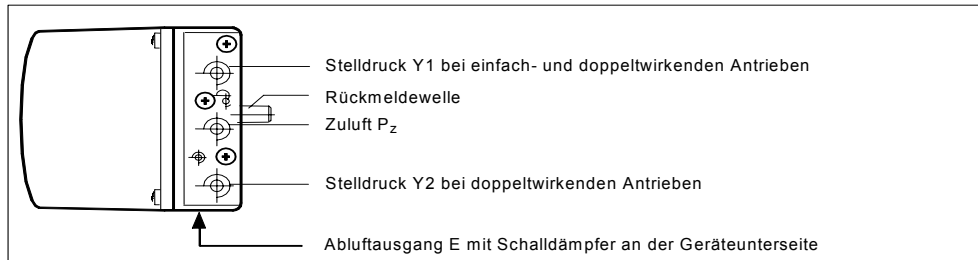 Stelldruck Y1 bei einfach- und doppeltwirkenden Antrieben
Rückmeldewelle
Zuluft Pz
Stelldruck Y2 bei doppeltwirkenden Antrieben
Abluftausgang E mit Schalldämpfer an der Geräteunterseite